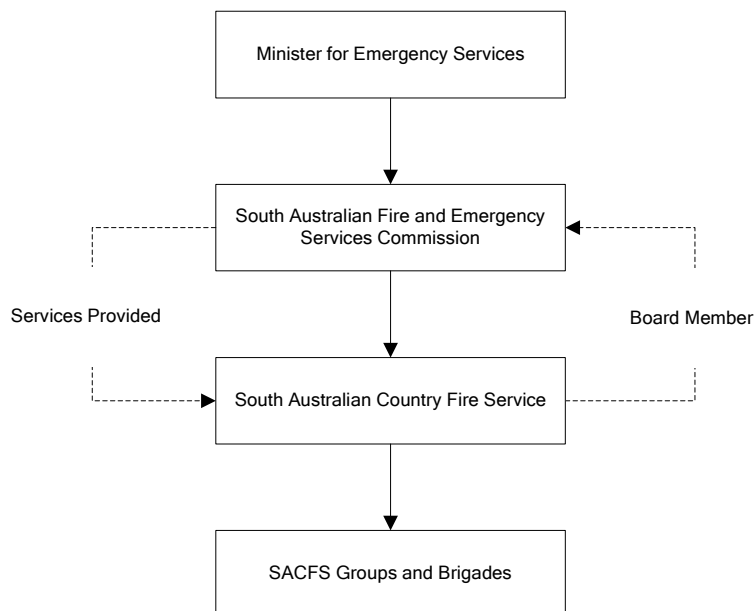 Minister for Emergency Services
South Australian Fire and Emergency
Services Commission
Services Provided
Board Member
South Australian Country Fire Service
SACFS Groups and Brigades